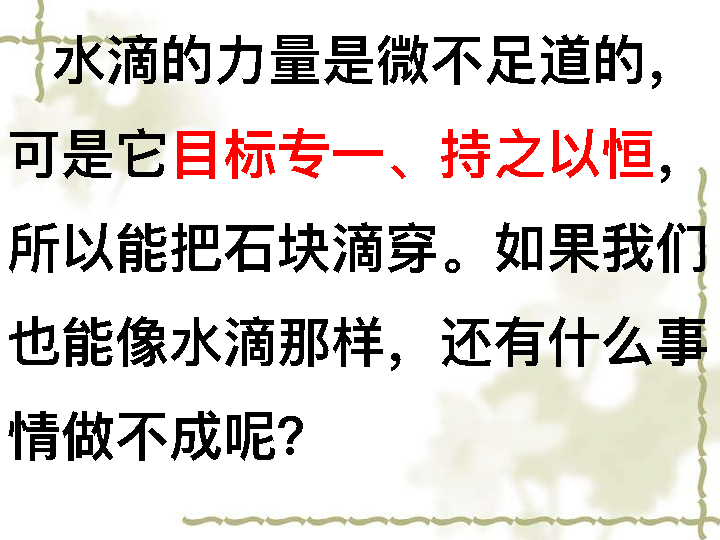 水滴的力量是微不足道的，
可是它目标专一、持之以恒，
所以能把石块滴穿。如果我们
也能像水滴那样，还有什么事
情做不成呢？